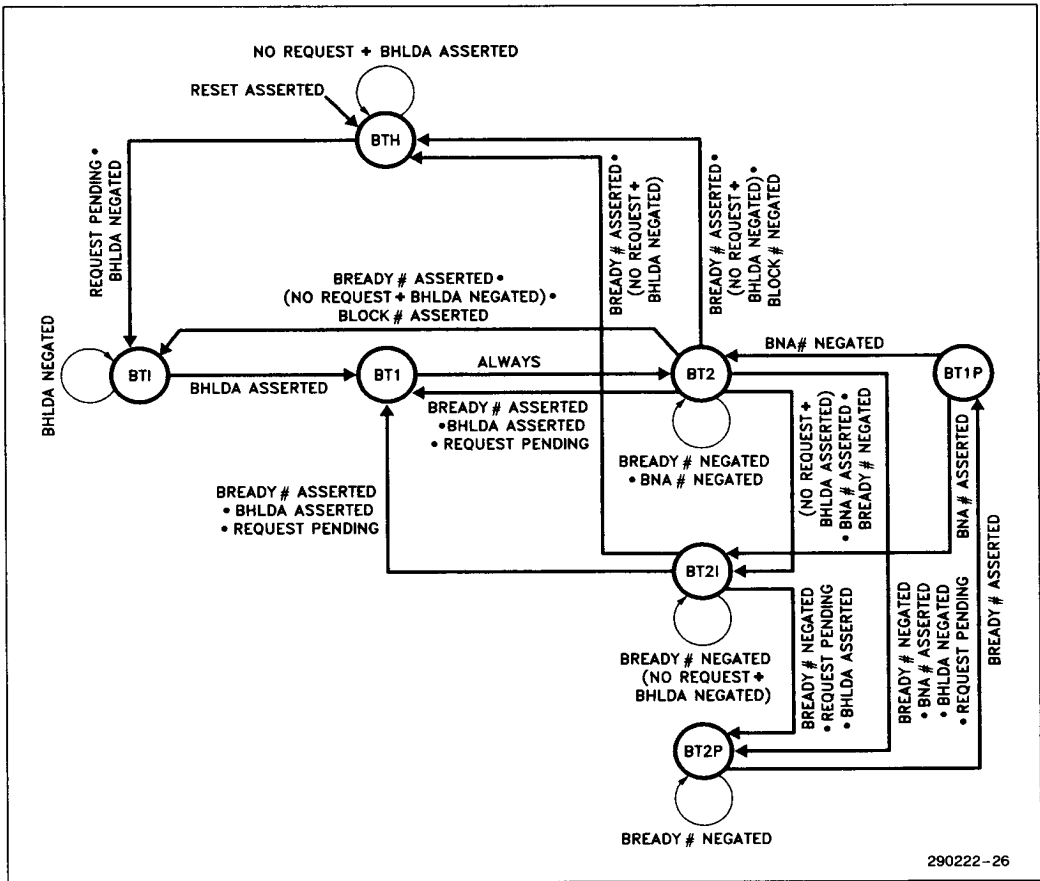 NO REQUEST + BHLDA ASSERTED
RESET ASSERTED
BTH
REQUEST PENDING •
BHLDA NEGATED
BREADY # ASSERTED •
(NO REQUEST +
BHLDA NEGATED)
BREADY # ASSERTED •
(NO REQUEST +
BHLDA NEGATED) •
BLOCK # NEGATED
BREADY # ASSERTED •
(NO REQUEST + BHLDA NEGATED) •
BLOCK # ASSERTED
BHLDA NEGATED
BTI
BHLDA ASSERTED
BT1
ALWAYS
BT2
BNA# NEGATED
BT1P
BREADY # ASSERTED
• BHLDA ASSERTED
• REQUEST PENDING
BREADY # NEGATED
• BNA # NEGATED
(NO REQUEST +
BHLDA ASSERTED)
• BNA # ASSERTED •
BREADY # NEGATED
BNA # ASSERTED
BREADY # ASSERTED
BREADY # ASSERTED
• BHLDA ASSERTED
• REQUEST PENDING
BT2I
BREADY # NEGATED
(NO REQUEST +
BHLDA NEGATED)
BREADY # NEGATED
• REQUEST PENDING
• BHLDA ASSERTED
BREADY # NEGATED
• BNA # ASSERTED
• BHLDA NEGATED
• REQUEST PENDING
BT2P
BREADY # NEGATED
290222-26